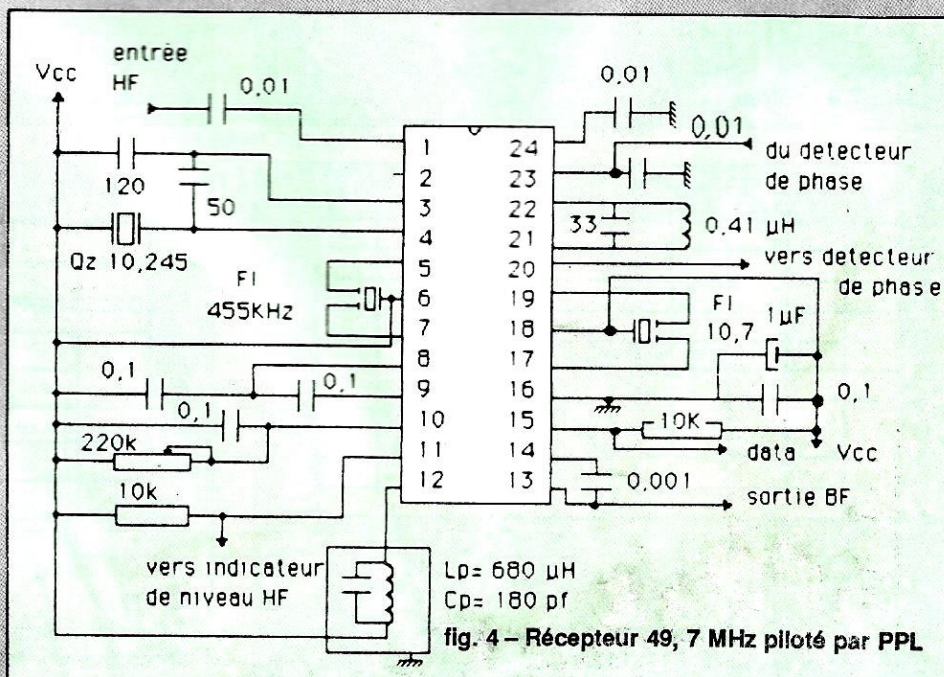 entrée
HF
Vcc
0,01
120
50
Qz 10,245
FI
455KHz
0,1
0,1
0,1
220k
10k
vers indicateur
de niveau HF
1
2
3
4
5
6
7
8
9
10
11
12
24
23
22
21
20
19
18
17
16
15
14
13
0,01
0,01
du detecteur
de phase
33
0,41 µH
vers detecteur
de phase
FI
10,7
1µF
0,1
10K
data
Vcc
0,001
sortie BF
Lp= 680 µH
Cp= 180 pf
fig. 4 – Récepteur 49, 7 MHz piloté par PPL